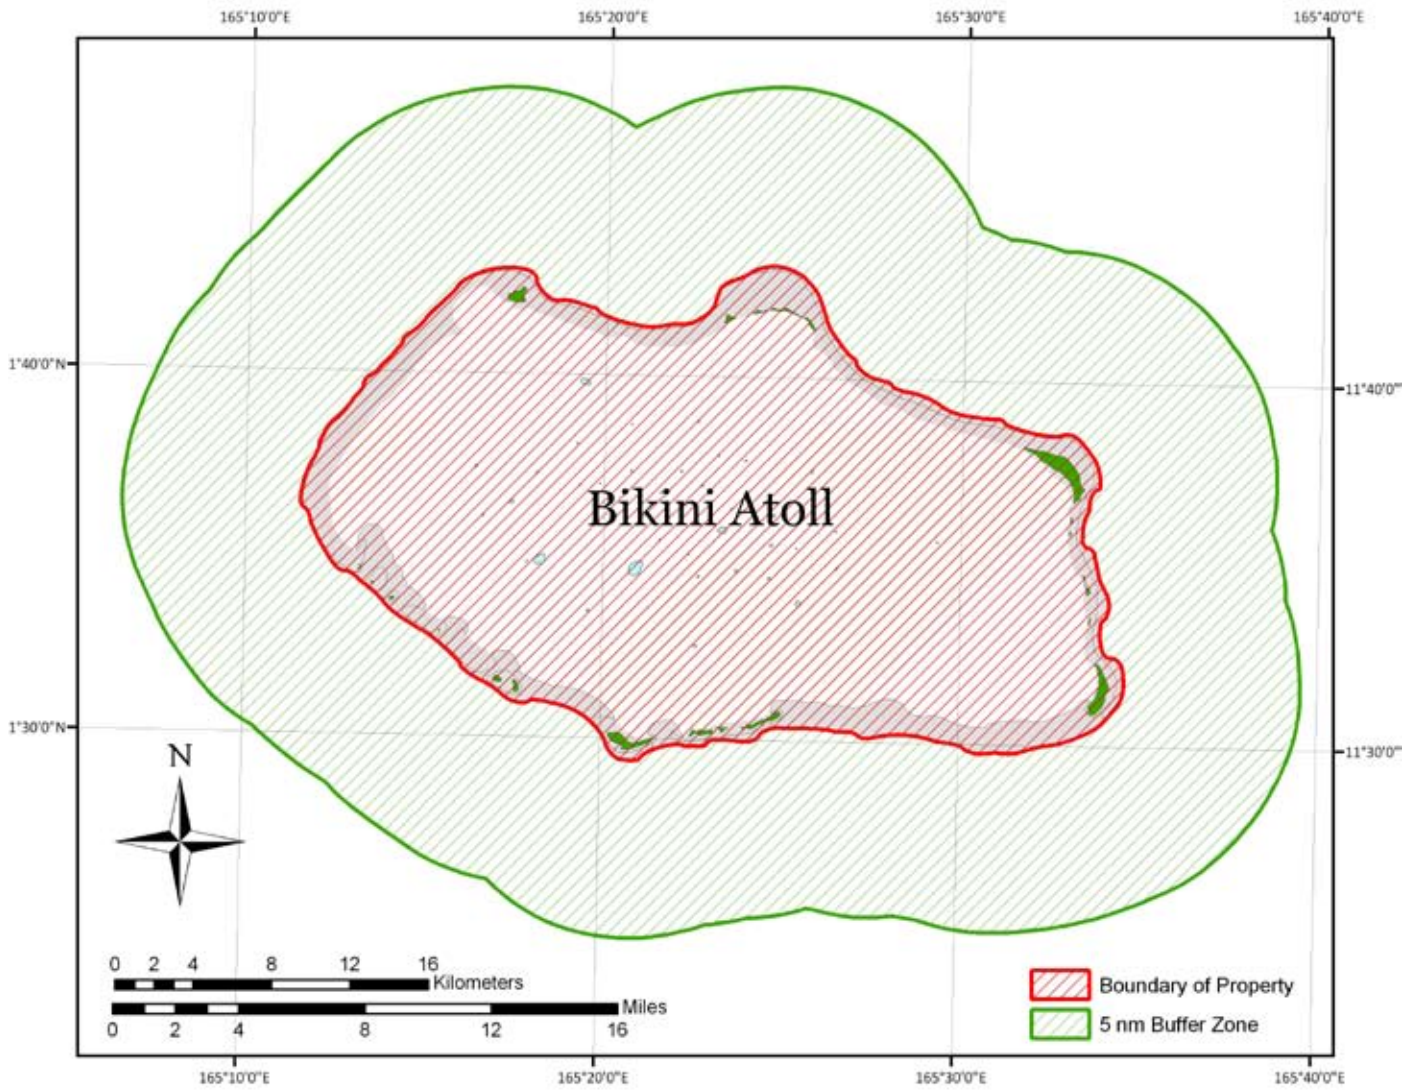 165°10'0"E 165°20'0"E 165°30'0"E 165°40'0"E
1°40'0"N
11°40'0""
Bikini Atoll
1°30'0"N
11°30'0""
N
0 2 4 8 12 16
Kilometers
Miles
0 2 4 8 12 16
Boundary of Property
5 nm Buffer Zone
165°10'0"E 165°20'0"E 165°30'0"E 165°40'0"E